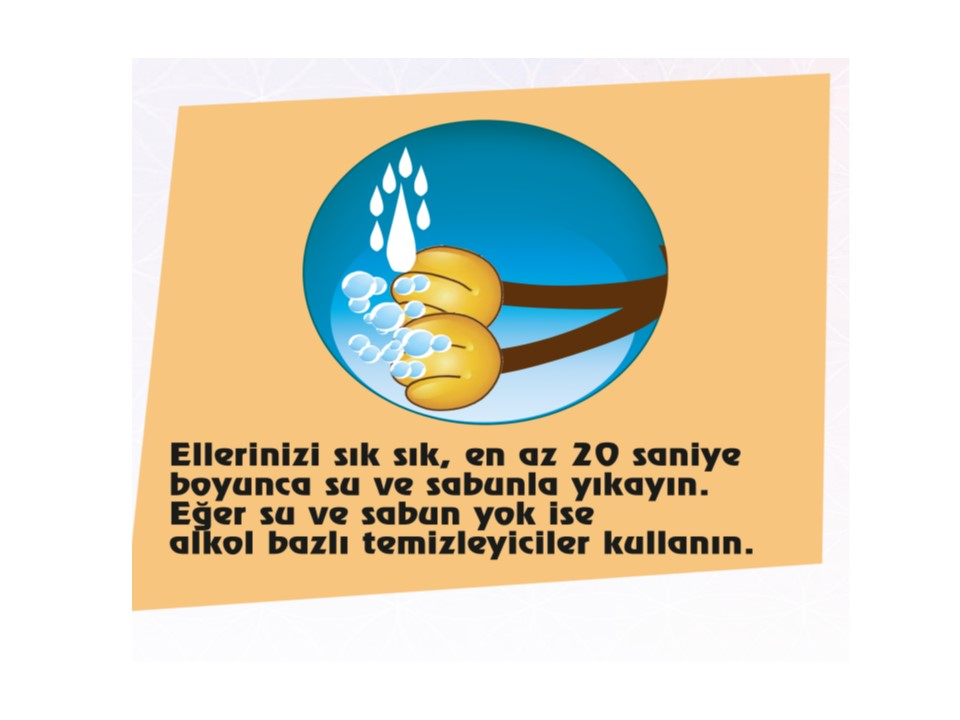 Ellerinizi sık sık, en az 20 saniye
boyunca su ve sabunla yıkayın.
Eğer su ve sabun yok ise
alkol bazlı temizleyiciler kullanın.